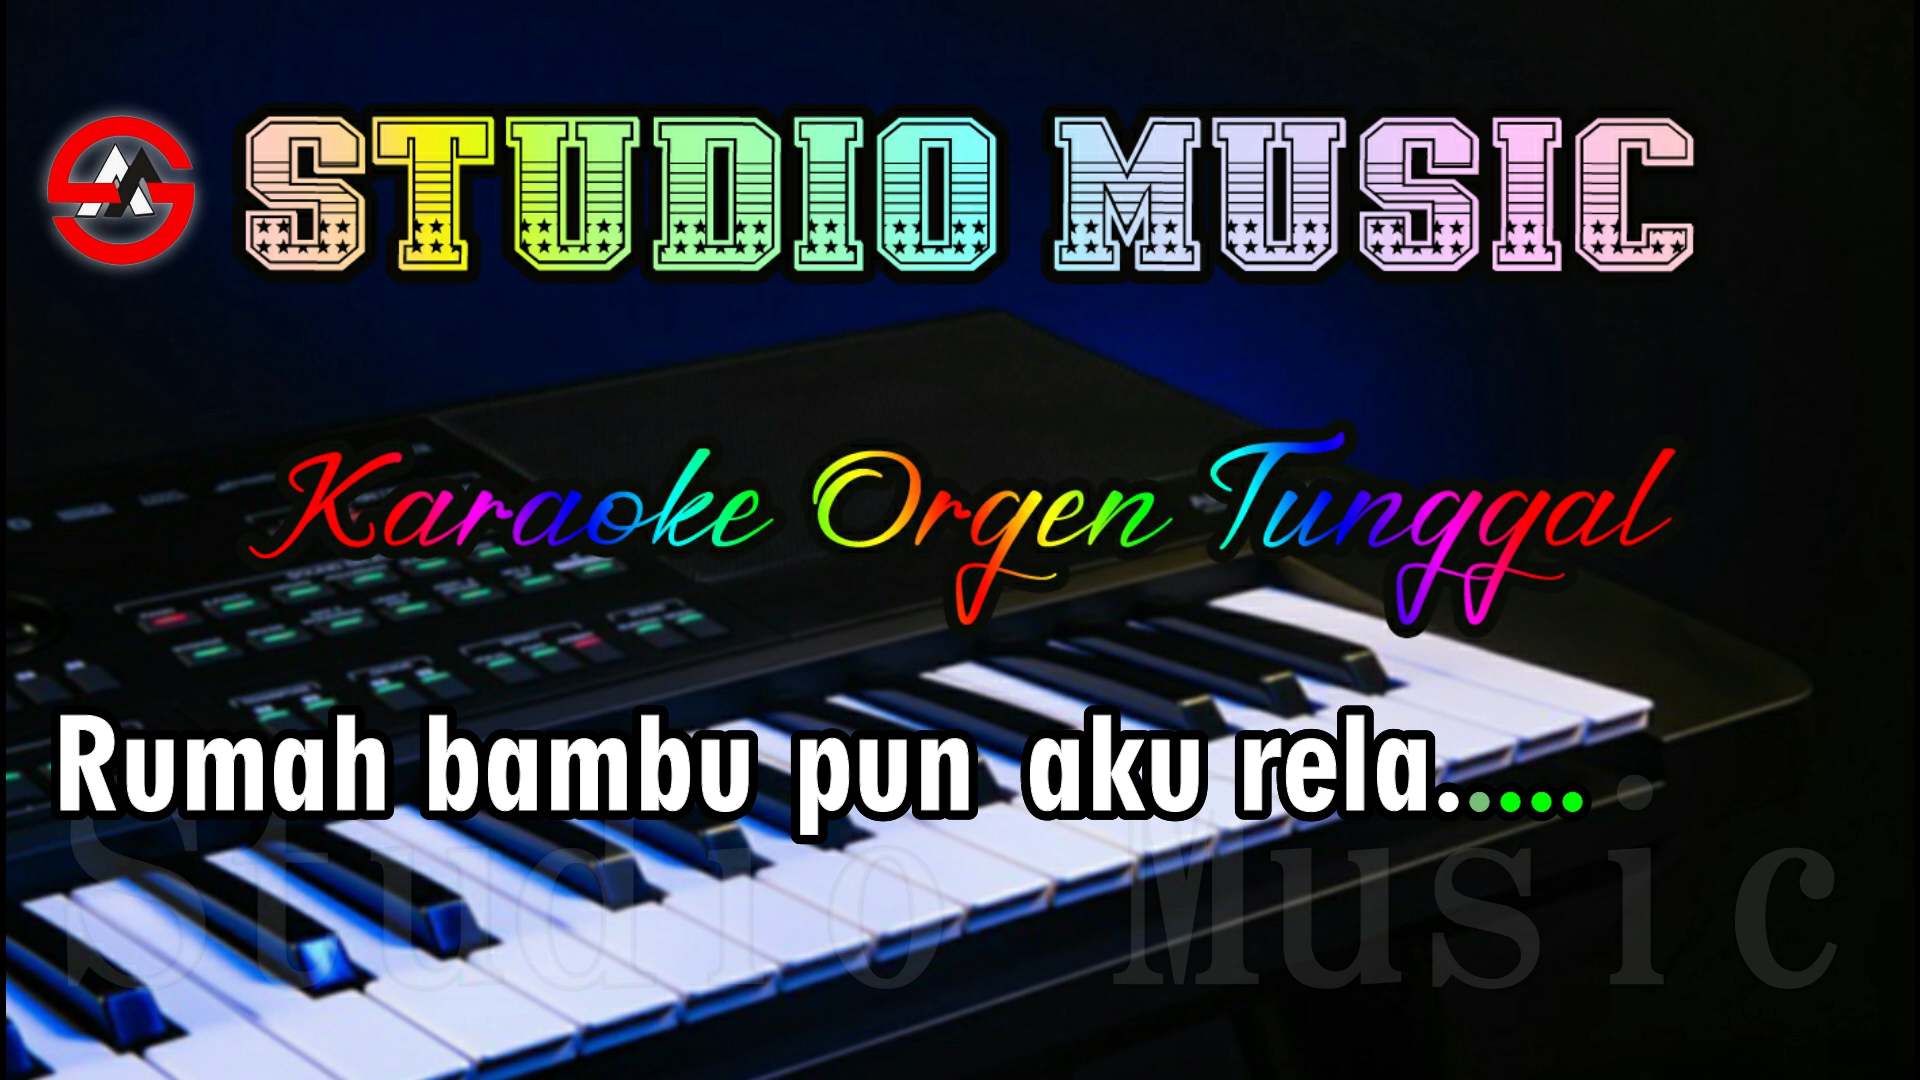 STUDIO MUSIC
Karaoke Orgen Tunggal
Rumah bambu pun aku rela.....
Studio Music